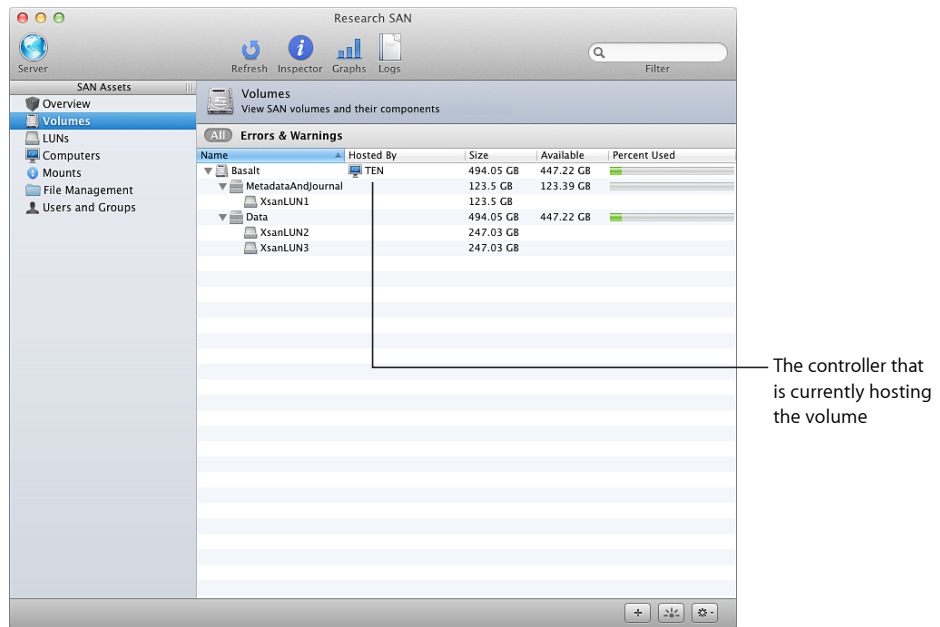 Research SAN
Server
Refresh Inspector Graphs Logs
Filter
SAN Assets
Overview
Volumes
LUNs
Computers
Mounts
File Management
Users and Groups
Volumes
View SAN volumes and their components
All Errors & Warnings
Name Hosted By Size Available Percent Used
Basalt TEN 494.05 GB 447.22 GB
MetadataAndJournal 123.5 GB 123.39 GB
XsanLUN1 123.5 GB
Data 494.05 GB 447.22 GB
XsanLUN2 247.03 GB
XsanLUN3 247.03 GB
The controller that
is currently hosting
the volume